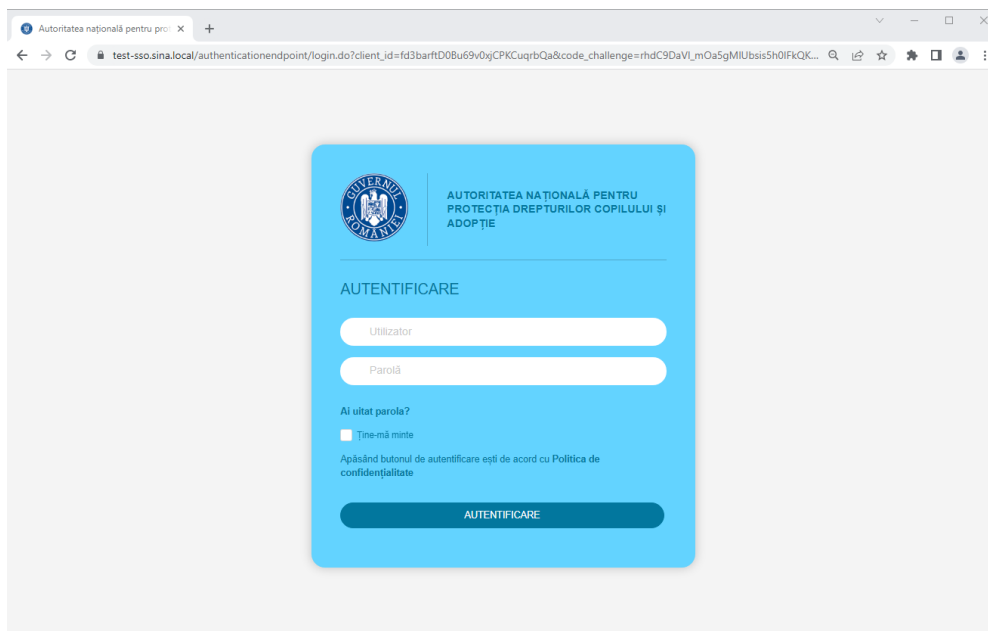 Autoritatea națională pentru prot
test-sso.sina.local/authenticationendpoint/login.do?client_id=fd3barftD0Bu69v0xjCPKCuqrbQa&code_challenge=rhdC9DaVl_mOa5gMIUbsis5h0IFkQK...
GUVERNUL ROMÂNIEI
AUTORITATEA NAȚIONALĂ PENTRU
PROTECȚIA DREPTURILOR COPILULUI ȘI
ADOPȚIE
AUTENTIFICARE
Utilizator
Parolă
Ai uitat parola?
Ține-mă minte
Apăsând butonul de autentificare ești de acord cu Politica de
confidențialitate
AUTENTIFICARE